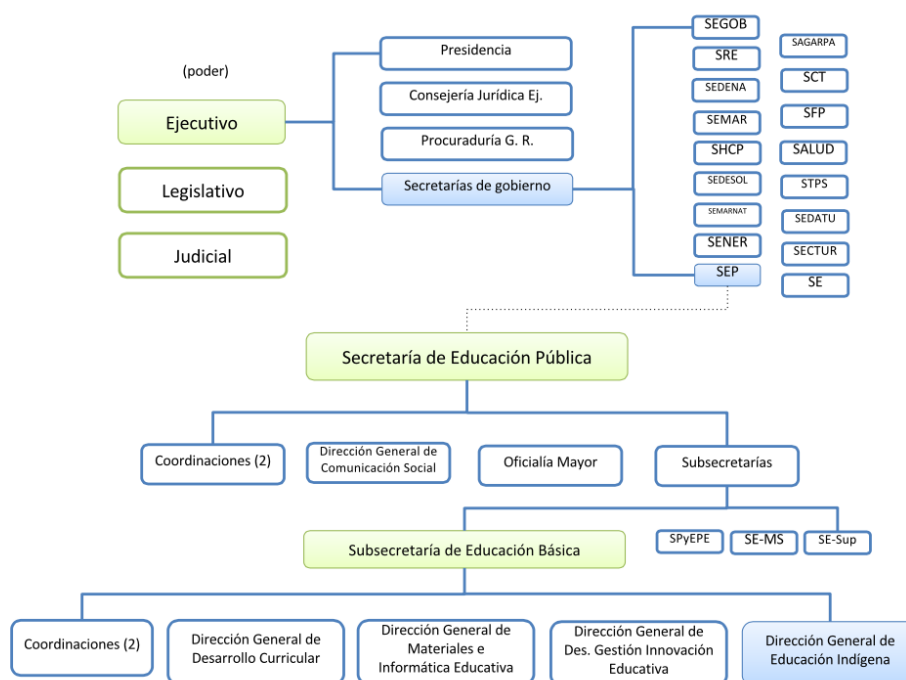 (poder)
Ejecutivo
Legislativo
Judicial
Presidencia
Consejería Jurídica Ej.
Procuraduría G. R.
Secretarías de gobierno
SEGOB
SRE
SEDENA
SEMAR
SHCP
SEDESOL
SEMARNAT
SENER
SEP
SAGARPA
SCT
SFP
SALUD
STPS
SEDATU
SECTUR
SE
Secretaría de Educación Pública
Coordinaciones (2)
Dirección General de
Comunicación Social
Oficialía Mayor
Subsecretarías
Subsecretaría de Educación Básica
SPyEPE
SE-MS
SE-Sup
Coordinaciones (2)
Dirección General de
Desarrollo Curricular
Dirección General de
Materiales e
Informática Educativa
Dirección General de
Des. Gestión Innovación
Educativa
Dirección General de
Educación Indígena